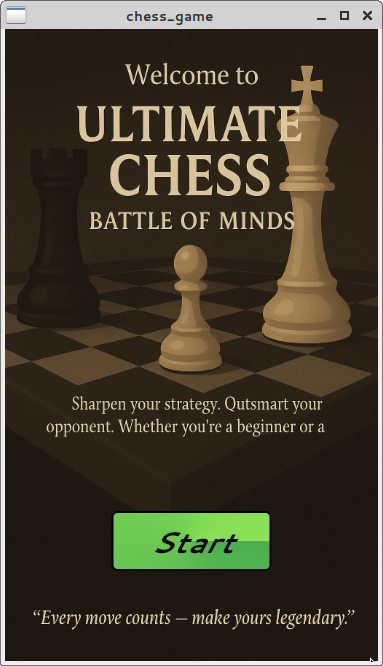 chess_game
Welcome to
ULTIMATE
CHESS
BATTLE OF MINDS
Sharpen your strategy. Qutsmart your
opponent. Whether you're a beginner or a
Start
“Every move counts — make yours legendary.”